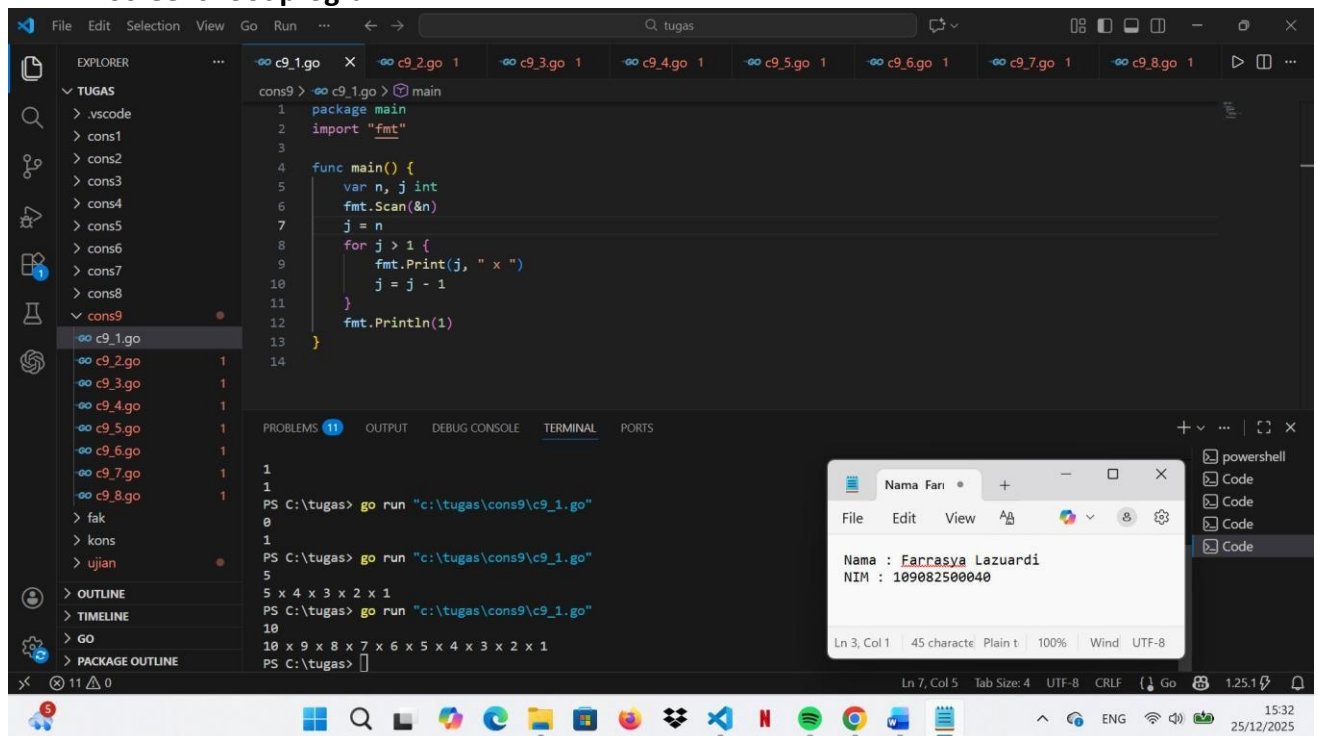 File Edit Selection View Go Run ··· ← → tugas
EXPLORER ···
c9_1.go × c9_2.go 1 c9_3.go 1 c9_4.go 1 c9_5.go 1 c9_6.go 1 c9_7.go 1 c9_8.go 1 ···
TUGAS
> .vscode
> cons1
> cons2
> cons3
> cons4
> cons5
> cons6
> cons7
> cons8
cons9
c9_1.go
c9_2.go 1
c9_3.go 1
c9_4.go 1
c9_5.go 1
c9_6.go 1
c9_7.go 1
c9_8.go 1
> fak
> kons
> ujian
> OUTLINE
> TIMELINE
> GO
> PACKAGE OUTLINE
1
cons9 > c9_1.go > main
1 package main
2 import "fmt"
3
4 func main() {
5 var n, j int
6 fmt.Scan(&n)
7 j = n
8 for j > 1 {
9 fmt.Print(j, " x ")
10 j = j - 1
11 }
12 fmt.Println(1)
13 }
14
PROBLEMS 11 OUTPUT DEBUG CONSOLE TERMINAL PORTS
1
1
PS C:\tugas> go run "c:\tugas\cons9\c9_1.go"
0
1
PS C:\tugas> go run "c:\tugas\cons9\c9_1.go"
5
5 x 4 x 3 x 2 x 1
PS C:\tugas> go run "c:\tugas\cons9\c9_1.go"
10
10 x 9 x 8 x 7 x 6 x 5 x 4 x 3 x 2 x 1
PS C:\tugas>
powershell
Code
Code
Code
Code
Nama Farı
File Edit View
Nama : Farrasya Lazuardi
NIM : 109082500040
Ln 3, Col 1 45 characte Plain t 100% Wind UTF-8
11 0 Ln 7, Col 5 Tab Size: 4 UTF-8 CRLF {} Go 1.25.1
5 ENG 15:32
25/12/2025